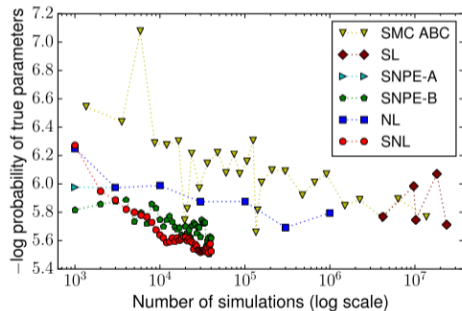 7.2
7.0
6.8
6.6
6.4
6.2
6.0
5.8
5.6
5.4
−log probability of true parameters
SMC ABC
SL
SNPE-A
SNPE-B
NL
SNL
10³ 10⁴ 10⁵ 10⁶ 10⁷
Number of simulations (log scale)